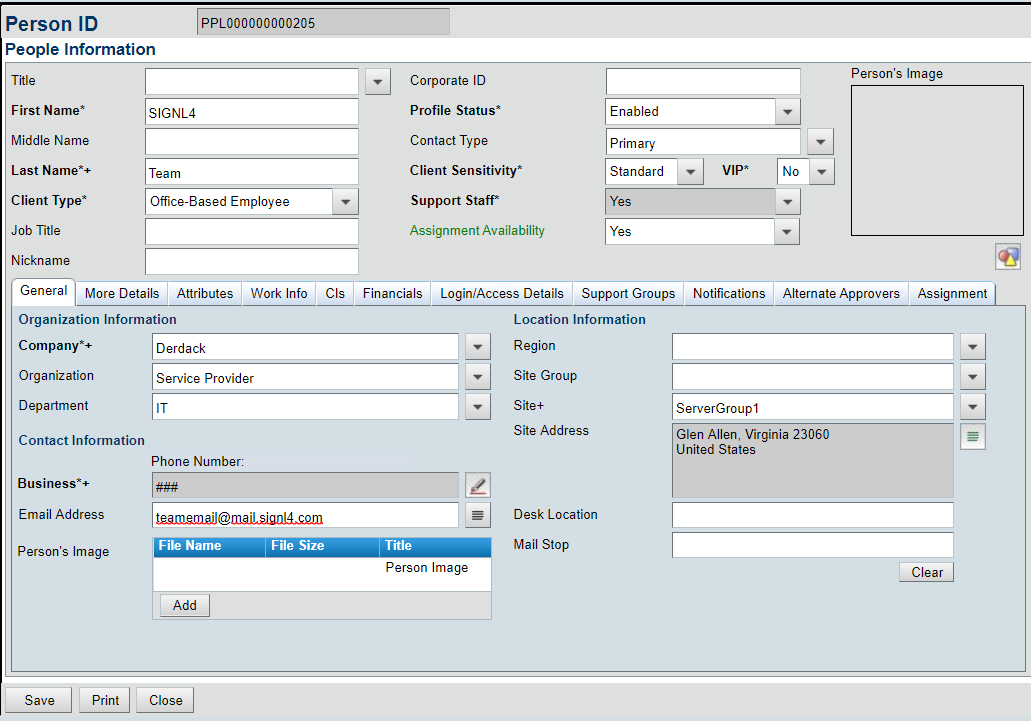 Person ID PPL000000000205
People Information
Title
First Name* SIGNL4
Middle Name
Last Name*+ Team
Client Type* Office-Based Employee
Job Title
Nickname
Corporate ID
Profile Status* Enabled
Contact Type Primary
Client Sensitivity* Standard VIP* No
Support Staff* Yes
Assignment Availability Yes
Person's Image
General More Details Attributes Work Info CIs Financials Login/Access Details Support Groups Notifications Alternate Approvers Assignment
Organization Information
Company*+ Derdack
Organization Service Provider
Department IT
Contact Information
Phone Number:
Business*+ ###
Email Address teamemail@mail.signl4.com
Person's Image File Name File Size Title
Person Image
Add
Location Information
Region
Site Group
Site+ ServerGroup1
Site Address Glen Allen, Virginia 23060
United States
Desk Location
Mail Stop
Clear
Save Print Close